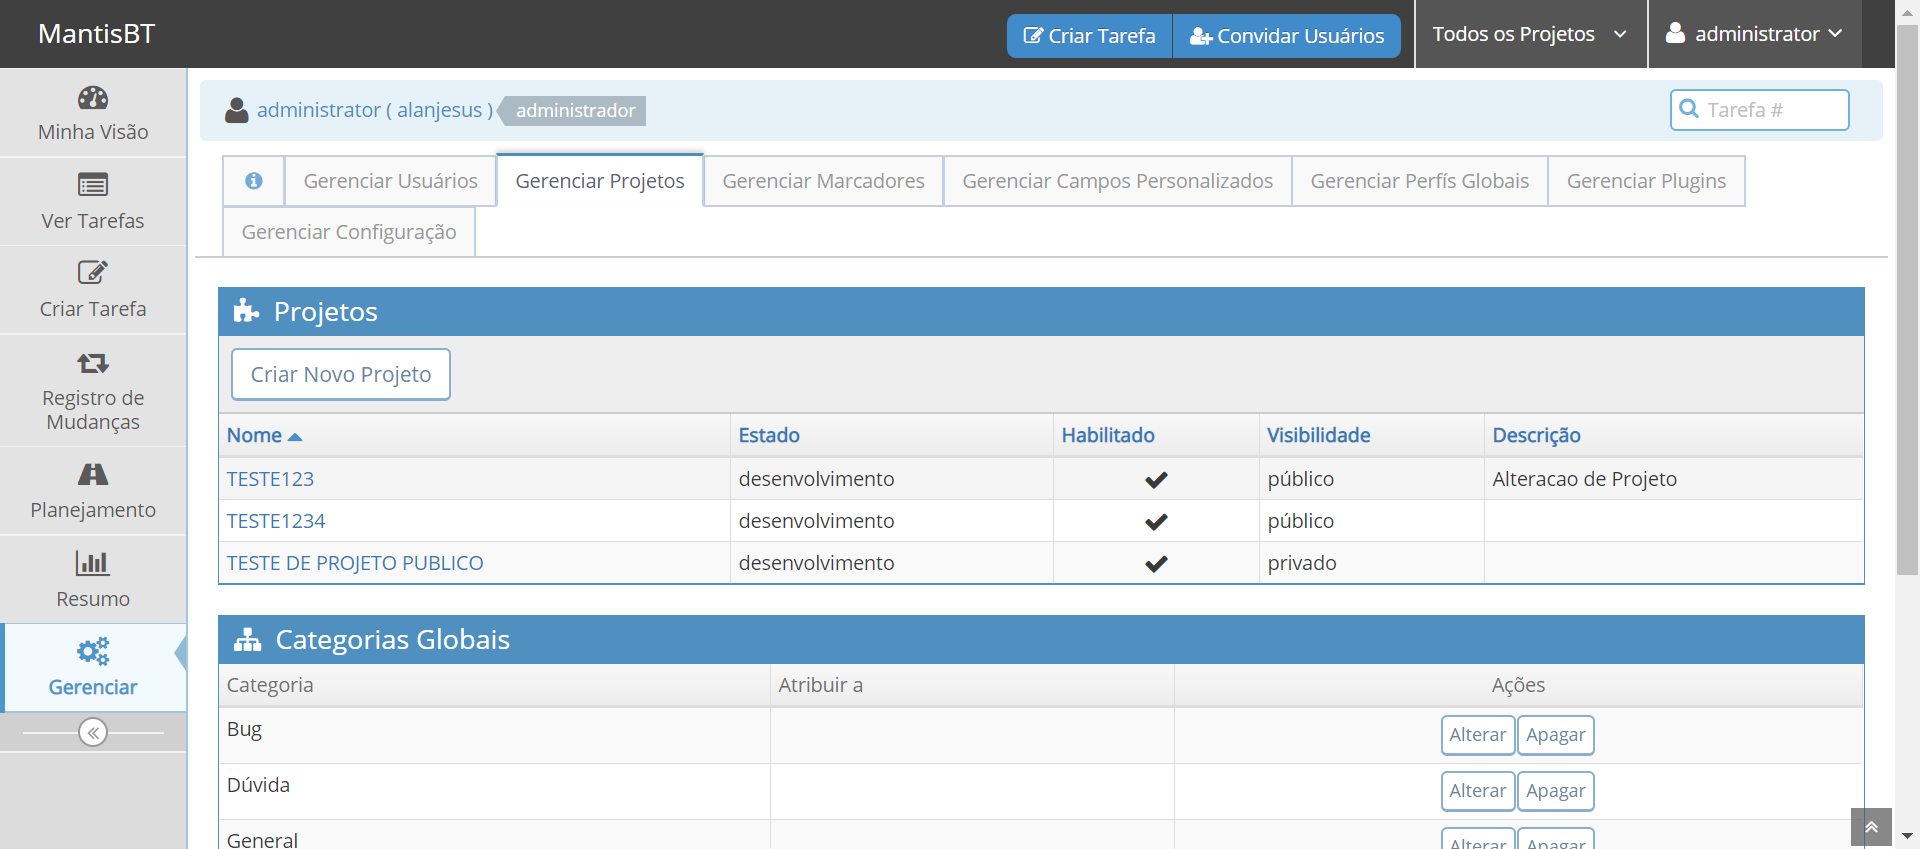 MantisBT
Criar Tarefa Convidar Usuários Todos os Projetos administrator
Minha Visão
Ver Tarefas
Criar Tarefa
Registro de
Mudanças
Planejamento
Resumo
Gerenciar
administrator ( alanjesus ) administrador Tarefa #
Gerenciar Usuários Gerenciar Projetos Gerenciar Marcadores Gerenciar Campos Personalizados Gerenciar Perfís Globais Gerenciar Plugins
Gerenciar Configuração
Projetos
Criar Novo Projeto
Nome Estado Habilitado Visibilidade Descrição
TESTE123 desenvolvimento público Alteracao de Projeto
TESTE1234 desenvolvimento público
TESTE DE PROJETO PUBLICO desenvolvimento privado
Categorias Globais
Categoria Atribuir a Ações
Bug Alterar Apagar
Dúvida Alterar Apagar
General Alterar Apagar